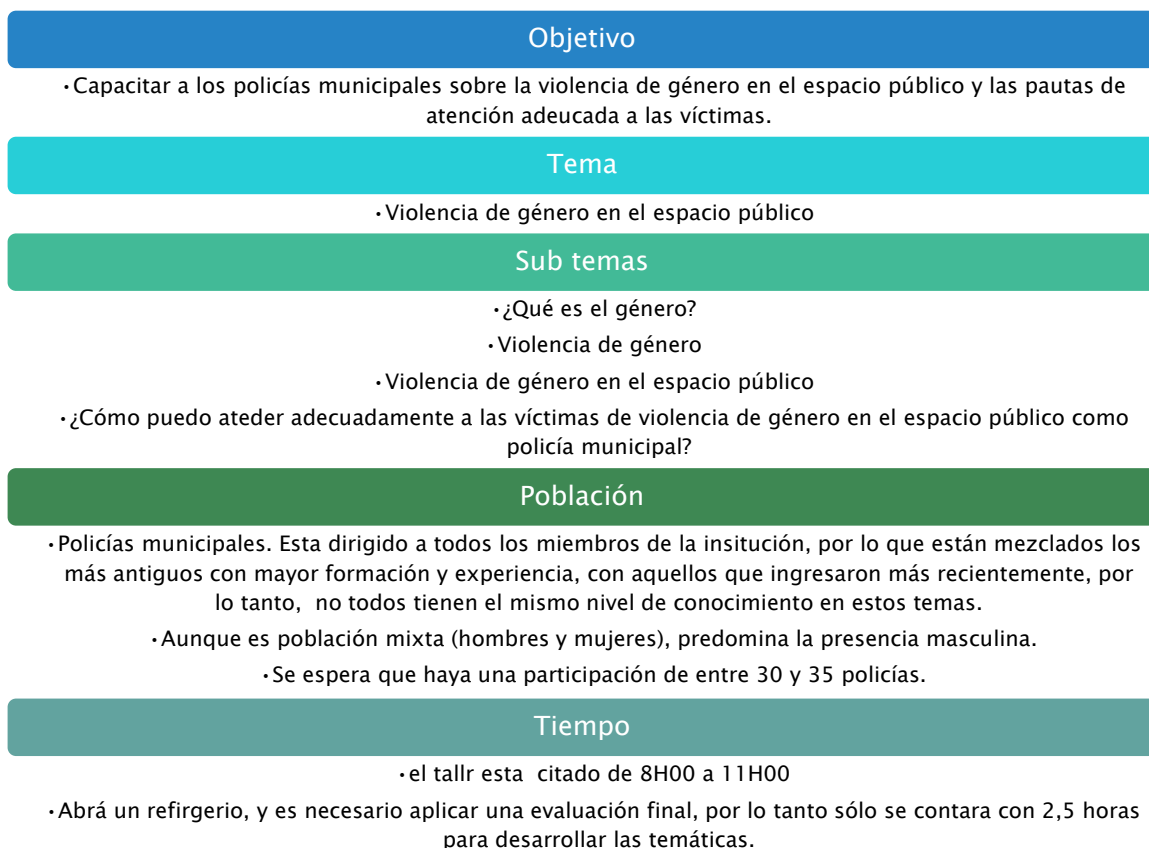 Objetivo
•Capacitar a los policías municipales sobre la violencia de género en el espacio público y las pautas de
atención adeucada a las víctimas.
Tema
•Violencia de género en el espacio público
Sub temas
•¿Qué es el género?
•Violencia de género
•Violencia de género en el espacio público
•¿Cómo puedo ateder adecuadamente a las víctimas de violencia de género en el espacio público como
policía municipal?
Población
•Policías municipales. Esta dirigido a todos los miembros de la insitución, por lo que están mezclados los
más antiguos con mayor formación y experiencia, con aquellos que ingresaron más recientemente, por
lo tanto, no todos tienen el mismo nivel de conocimiento en estos temas.
•Aunque es población mixta (hombres y mujeres), predomina la presencia masculina.
•Se espera que haya una participación de entre 30 y 35 policías.
Tiempo
•el tallr esta citado de 8H00 a 11H00
•Abrá un refirgerio, y es necesario aplicar una evaluación final, por lo tanto sólo se contara con 2,5 horas
para desarrollar las temáticas.